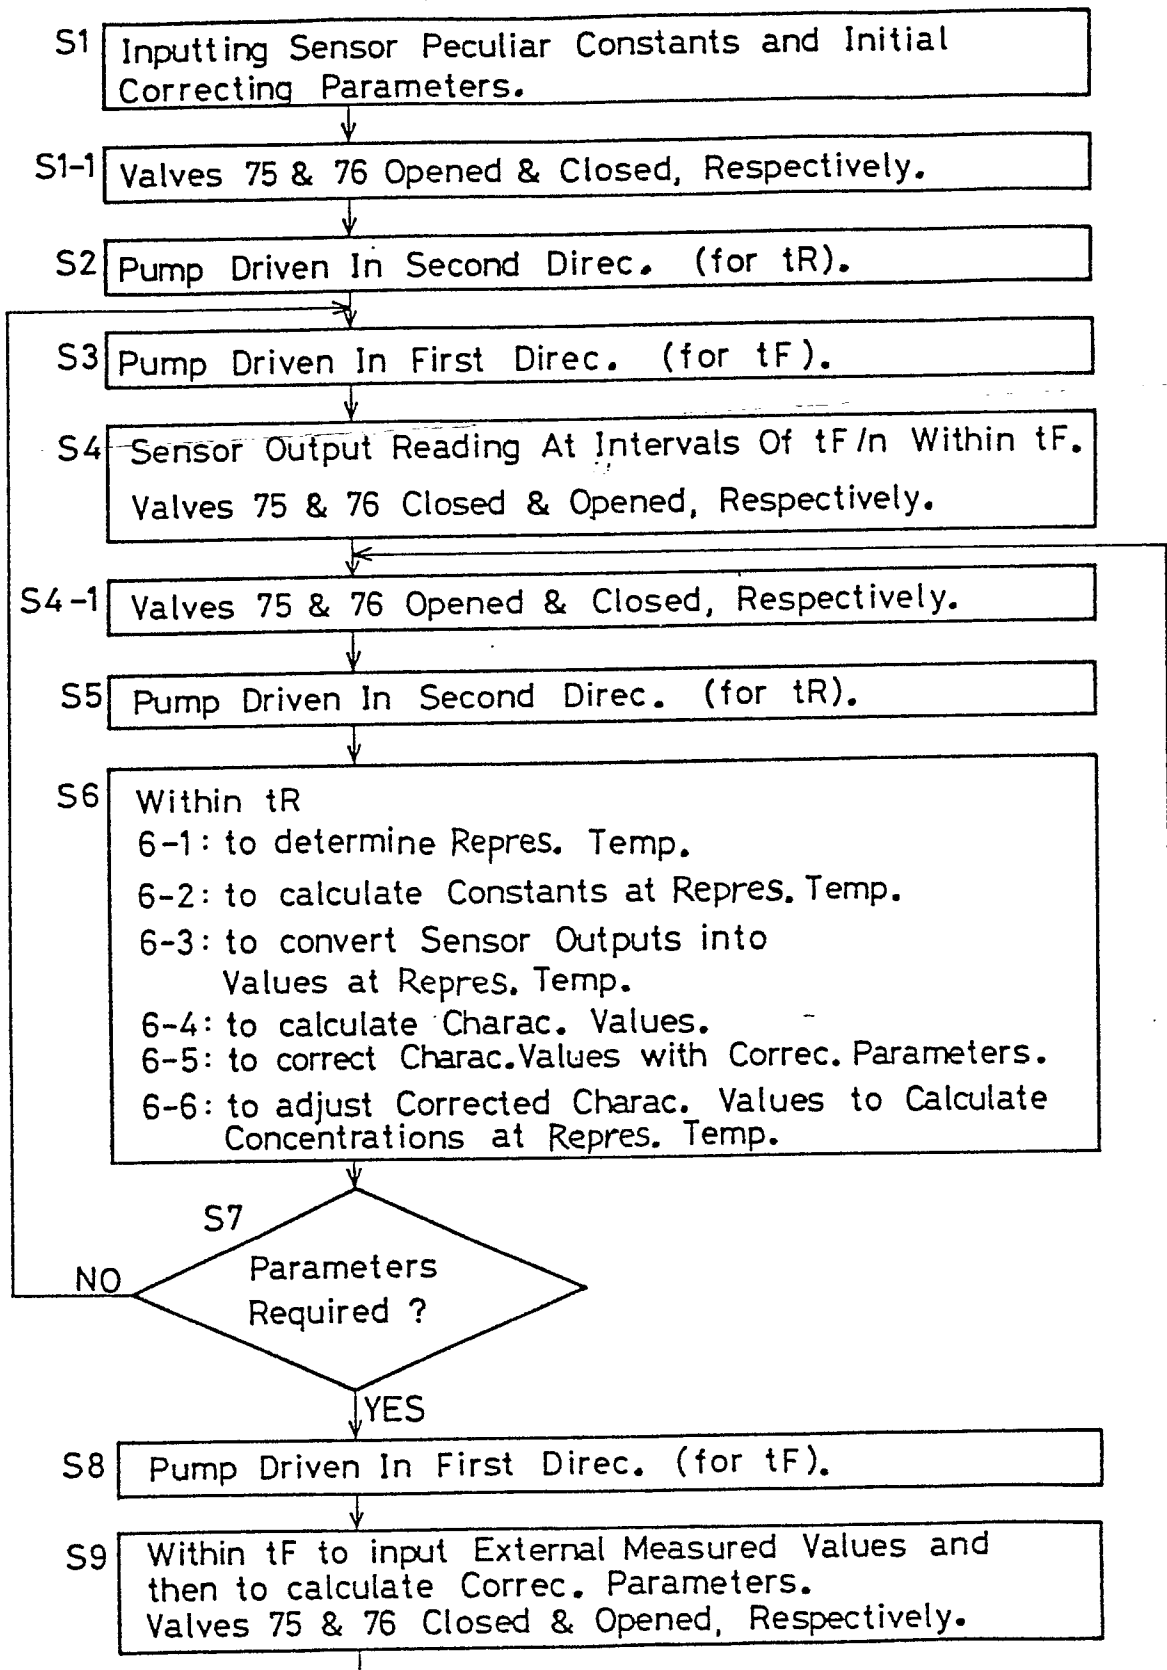 S1 Inputting Sensor Peculiar Constants and Initial
Correcting Parameters.
S1-1 Valves 75 & 76 Opened & Closed, Respectively.
S2 Pump Driven In Second Direc. (for tR).
S3 Pump Driven In First Direc. (for tF).
S4 Sensor Output Reading At Intervals Of tF/n Within tF.
Valves 75 & 76 Closed & Opened, Respectively.
S4-1 Valves 75 & 76 Opened & Closed, Respectively.
S5 Pump Driven In Second Direc. (for tR).
S6 Within tR
6-1: to determine Repres. Temp.
6-2: to calculate Constants at Repres. Temp.
6-3: to convert Sensor Outputs into
Values at Repres. Temp.
6-4: to calculate Charac. Values.
6-5: to correct Charac. Values with Correc. Parameters.
6-6: to adjust Corrected Charac. Values to Calculate
Concentrations at Repres. Temp.
S7
Parameters
NO
Required ?
YES
S8 Pump Driven In First Direc. (for tF).
S9 Within tF to input External Measured Values and
then to calculate Correc. Parameters.
Valves 75 & 76 Closed & Opened, Respectively.